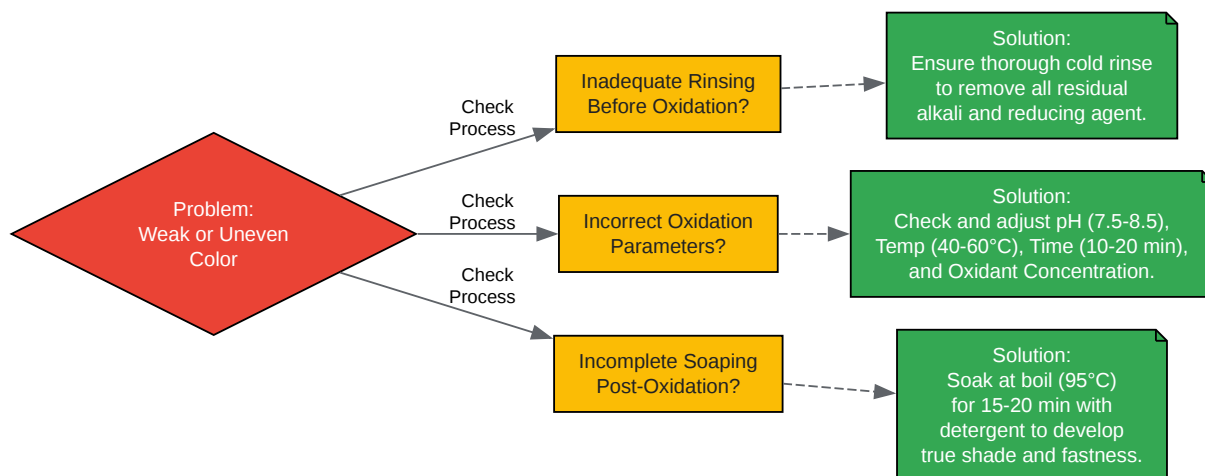 Problem:
Weak or Uneven
Color
Check
Process
Inadequate Rinsing
Before Oxidation?
Solution:
Ensure thorough cold rinse
to remove all residual
alkali and reducing agent.
Check
Process
Incorrect Oxidation
Parameters?
Solution:
Check and adjust pH (7.5-8.5),
Temp (40-60°C), Time (10-20 min),
and Oxidant Concentration.
Check
Process
Incomplete Soaping
Post-Oxidation?
Solution:
Soak at boil (95°C)
for 15-20 min with
detergent to develop
true shade and fastness.